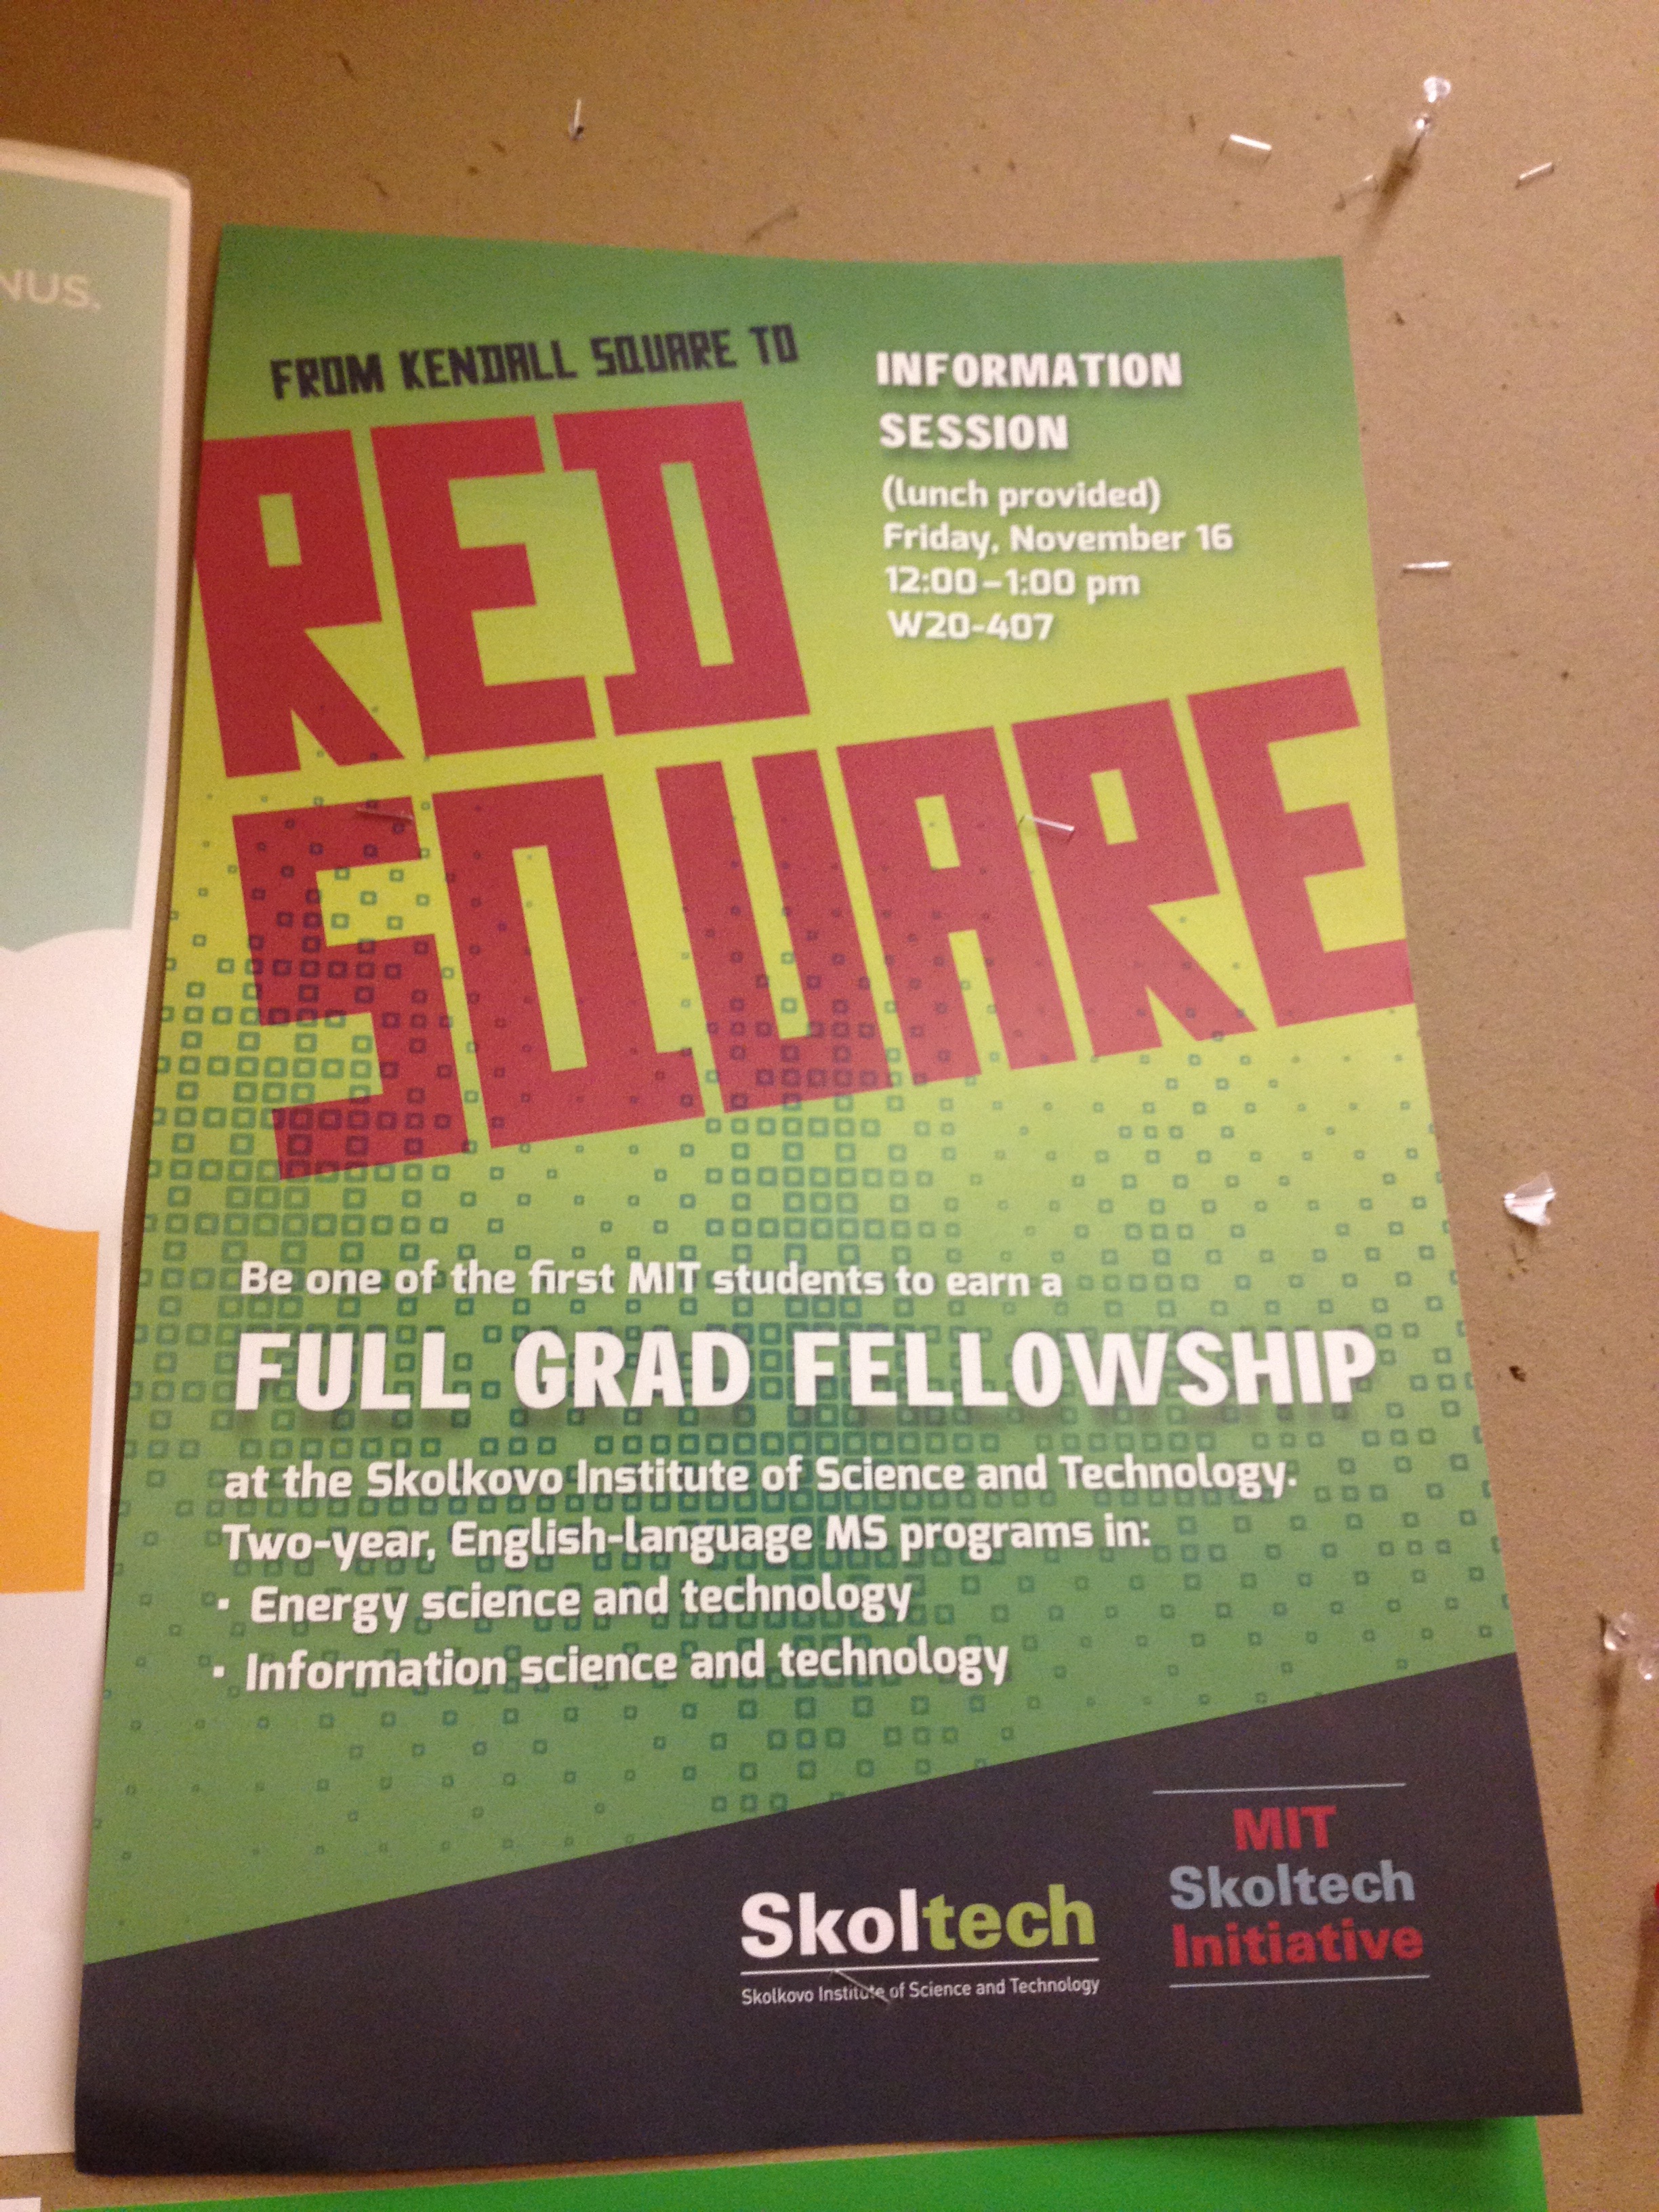 NUS.
FROM KENDALL SQUARE TO
RED
SQUARE
INFORMATION
SESSION
(lunch provided)
Friday, November 16
12:00–1:00 pm
W20-407
Be one of the first MIT students to earn a
FULL GRAD FELLOWSHIP
at the Skolkovo Institute of Science and Technology.
Two-year, English-language MS programs in:
· Energy science and technology
· Information science and technology
Skoltech
Skolkovo Institute of Science and Technology
MIT
Skoltech
Initiative